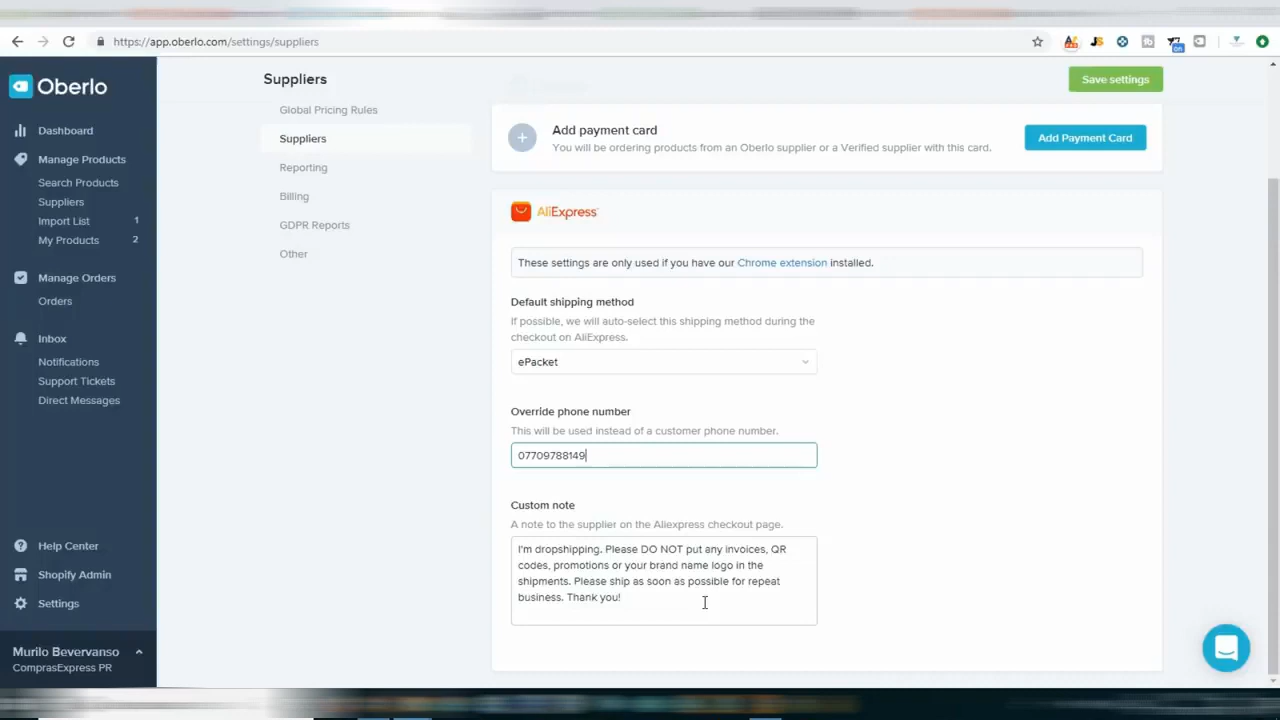 https://app.oberlo.com/settings/suppliers
Oberlo
Dashboard
Manage Products
Search Products
Suppliers
Import List 1
My Products 2
Manage Orders
Orders
Inbox
Notifications
Support Tickets
Direct Messages
Help Center
Shopify Admin
Settings
Murilo Bevervanso
ComprasExpress PR
Suppliers
Save settings
Global Pricing Rules
Suppliers
Reporting
Billing
GDPR Reports
Other
Add payment card
You will be ordering products from an Oberlo supplier or a Verified supplier with this card.
Add Payment Card
AliExpress
These settings are only used if you have our Chrome extension installed.
Default shipping method
If possible, we will auto-select this shipping method during the
checkout on AliExpress.
ePacket
Override phone number
This will be used instead of a customer phone number.
07709788149
Custom note
A note to the supplier on the Aliexpress checkout page.
I'm dropshipping. Please DO NOT put any invoices, QR
codes, promotions or your brand name logo in the
shipments. Please ship as soon as possible for repeat
business. Thank you!